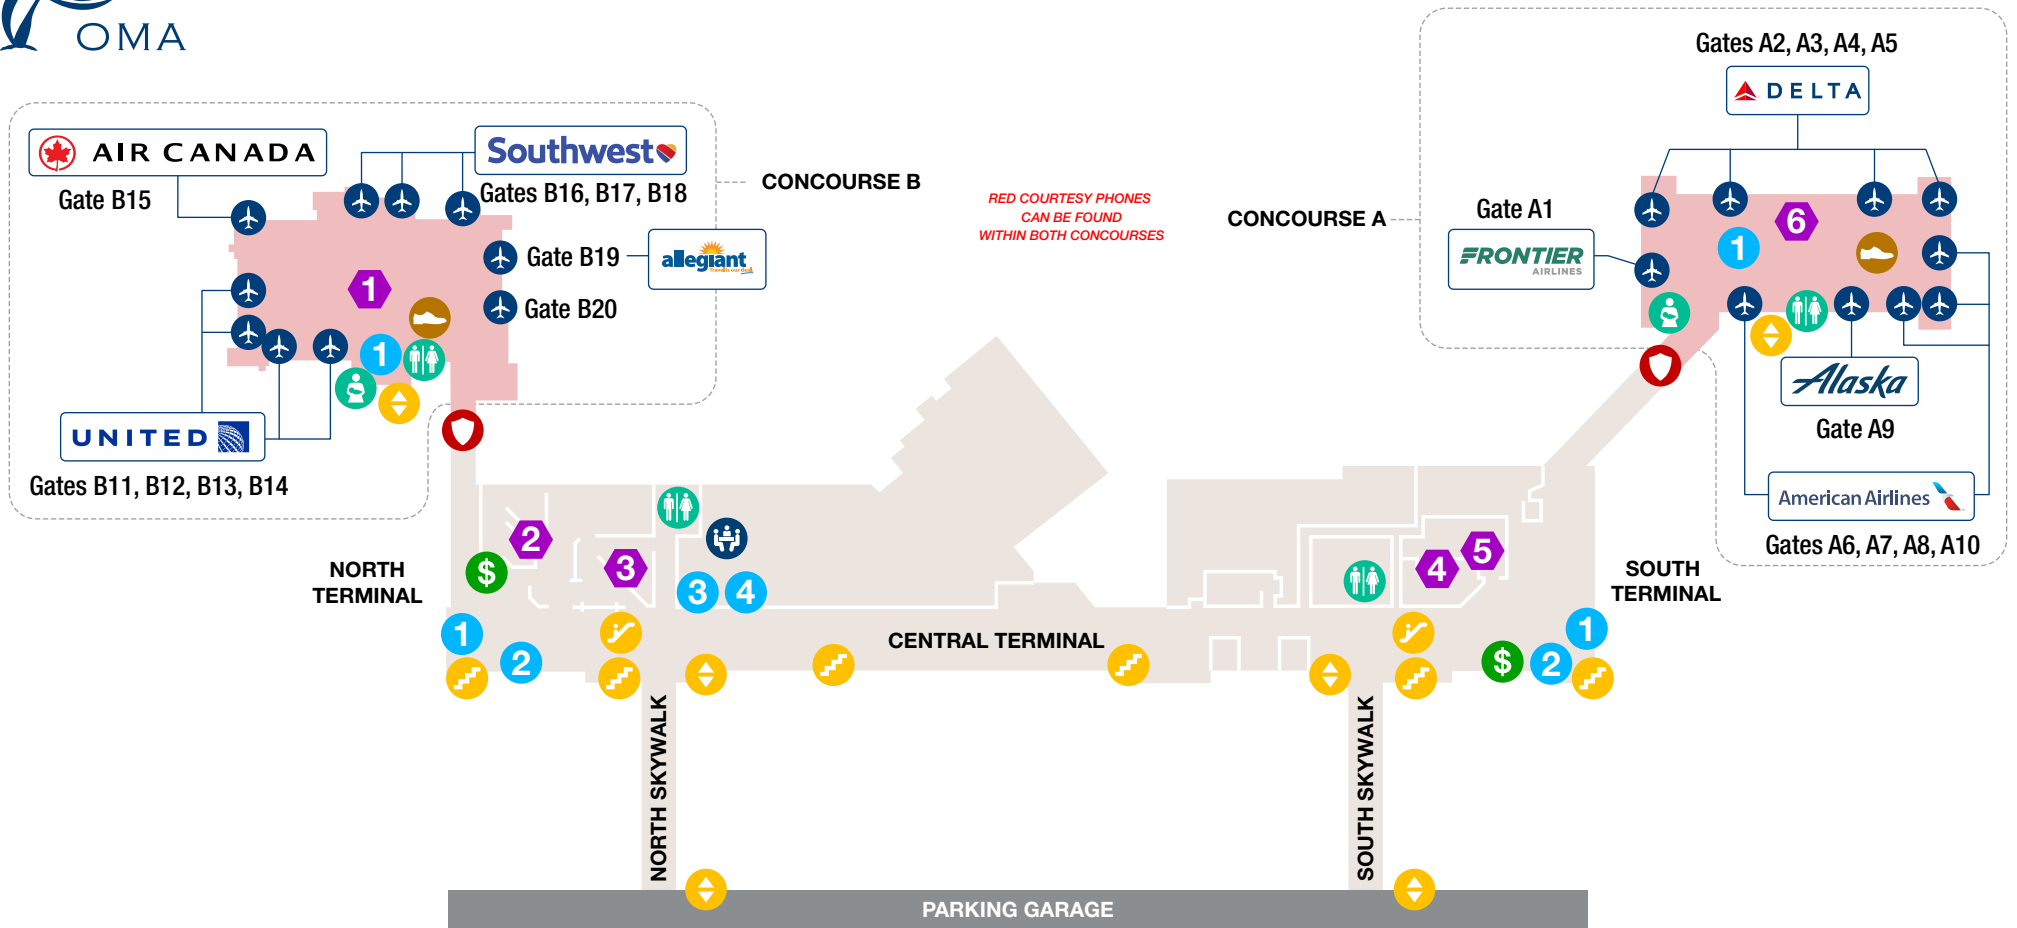 OMA
Gates A2, A3, A4, A5
DELTA
AIR CANADA
Gate B15
Southwest
Gates B16, B17, B18
CONCOURSE B
RED COURTESY PHONES
CAN BE FOUND
WITHIN BOTH CONCOURSES
CONCOURSE A
Gate A1
FRONTIER
AIRLINES
6
1
Gate B19
allegiant
Travel is our deal.
1
Gate B20
1
UNITED
Gates B11, B12, B13, B14
Alaska
Gate A9
American Airlines
Gates A6, A7, A8, A10
NORTH
TERMINAL
$
2
3
3
4
4
5
SOUTH
TERMINAL
1
2
CENTRAL TERMINAL
$
2
1
NORTH SKYWALK
SOUTH SKYWALK
PARKING GARAGE